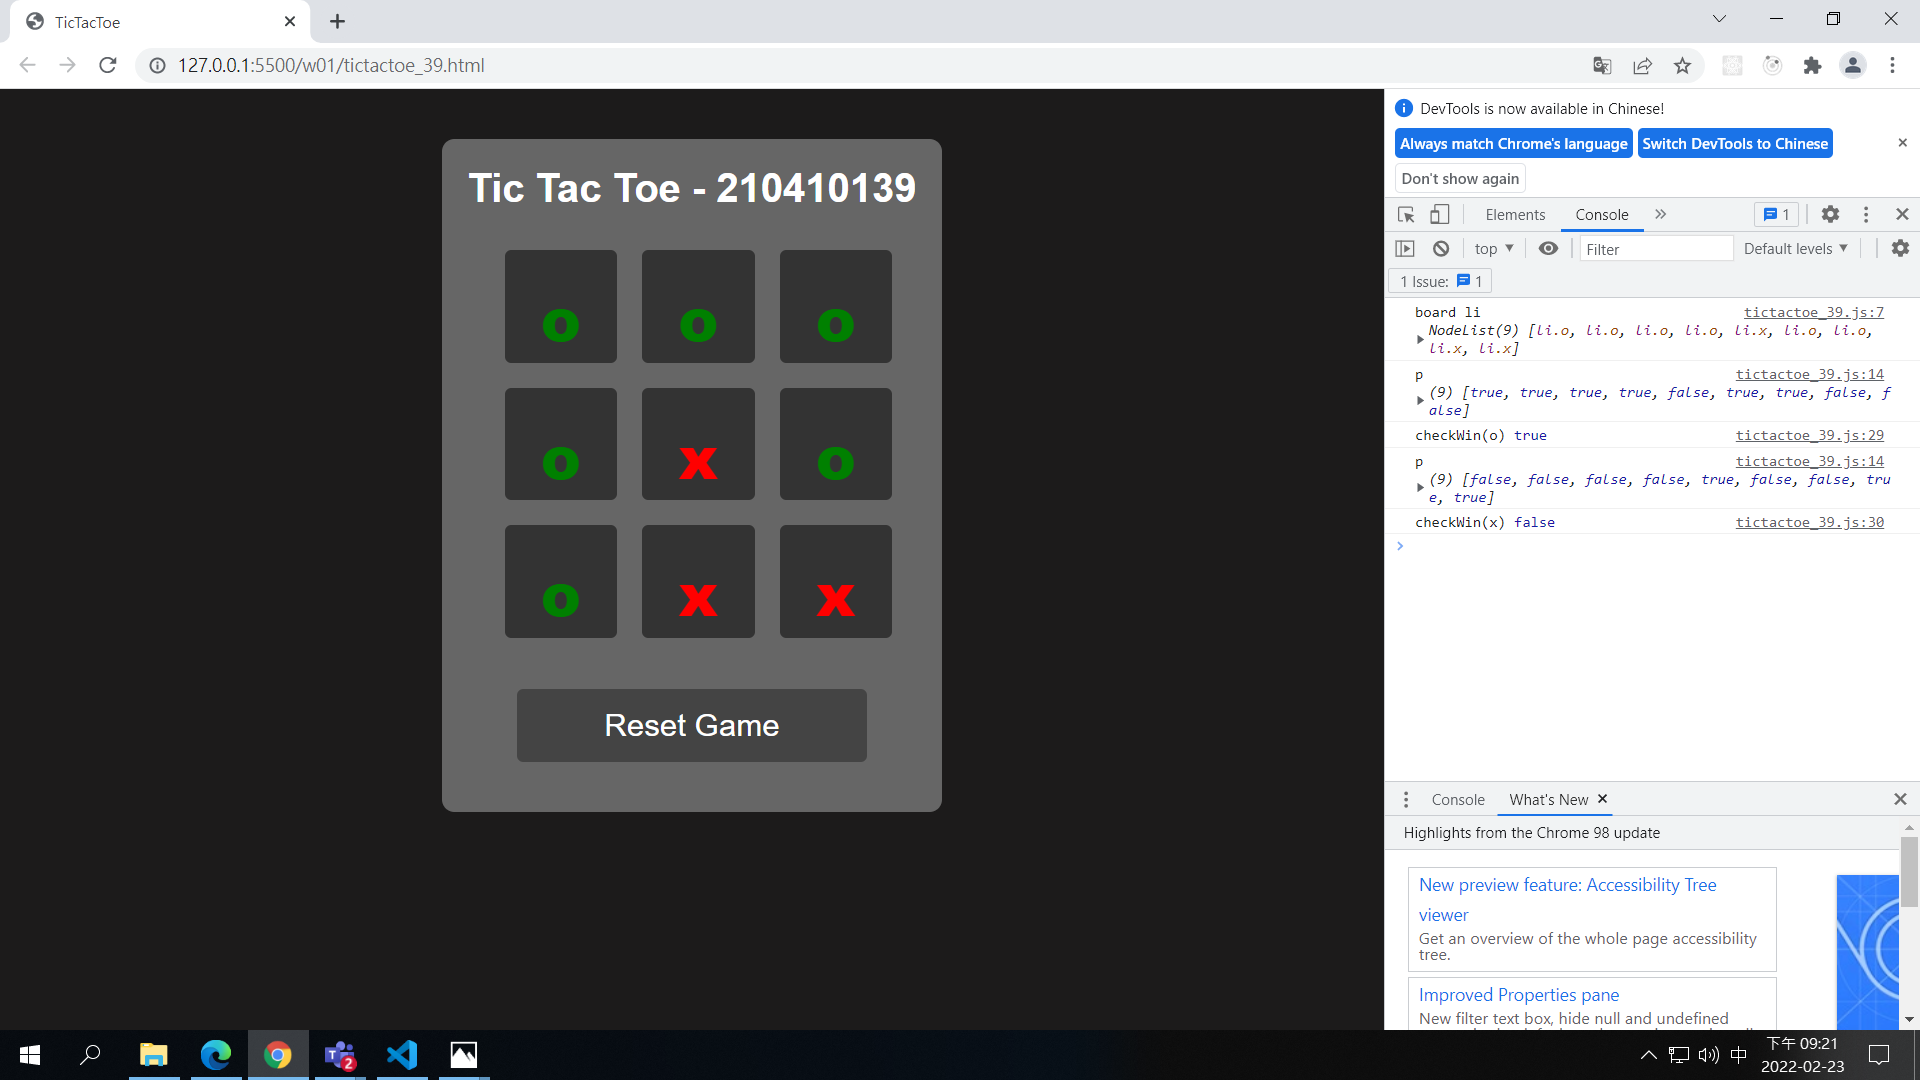 TicTacToe
127.0.0.1:5500/w01/tictactoe_39.html
Tic Tac Toe - 210410139
o o o
o x o
o x x
Reset Game
DevTools is now available in Chinese!
Always match Chrome's language Switch DevTools to Chinese
Don't show again
Elements Console 1
top Filter Default levels
1 Issue: 1
board li tictactoe_39.js:7
NodeList(9) [li.o, li.o, li.o, li.o, li.x, li.o, li.o,
li.x, li.x]
p tictactoe_39.js:14
(9) [true, true, true, true, false, true, true, false, f
alse]
checkWin(o) true tictactoe_39.js:29
p tictactoe_39.js:14
(9) [false, false, false, false, true, false, false, tru
e, true]
checkWin(x) false tictactoe_39.js:30
Console What's New
Highlights from the Chrome 98 update
New preview feature: Accessibility Tree
viewer
Get an overview of the whole page accessibility
tree.
Improved Properties pane
New filter text box, hide null and undefined
T 2
中
下午 09:21
2022-02-23